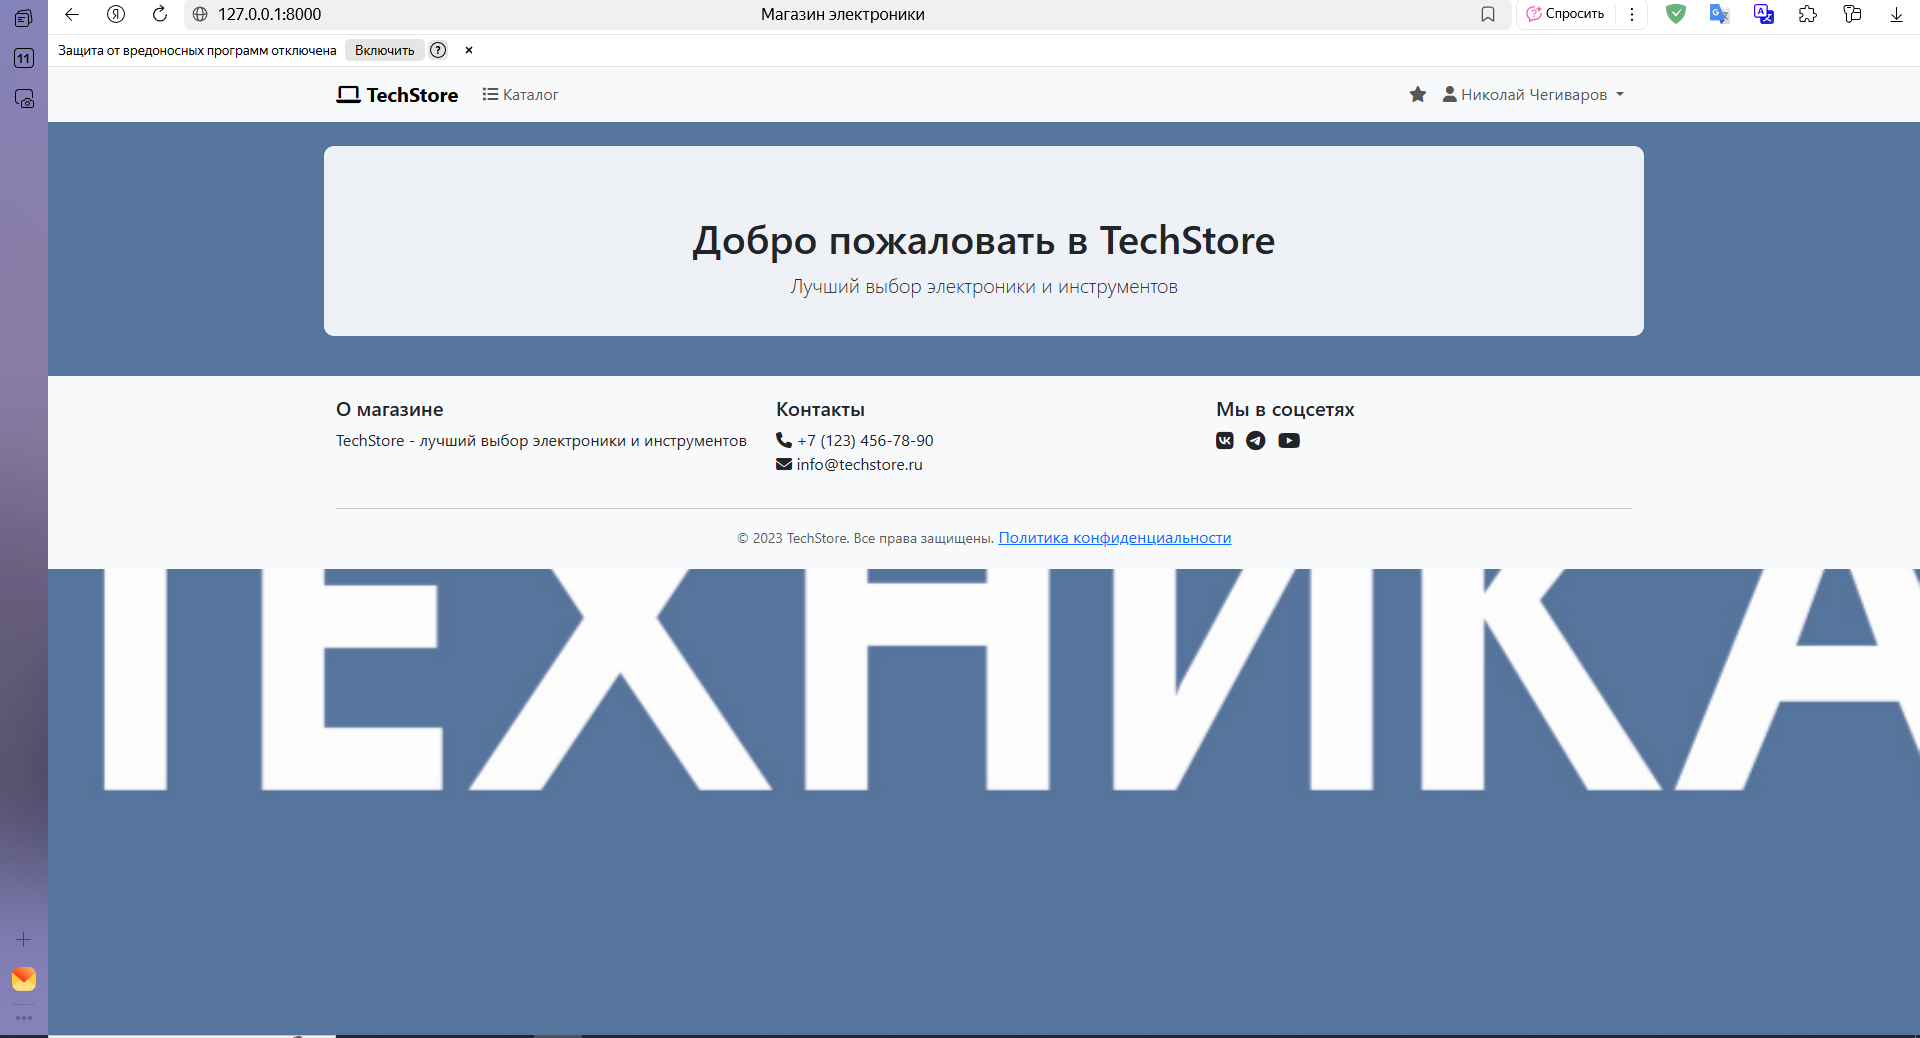 127.0.0.1:8000
Магазин электроники
Спросить
Защита от вредоносных программ отключена Включить ?
11
TechStore Каталог
Николай Чегиваров
Добро пожаловать в TechStore
Лучший выбор электроники и инструментов
О магазине
TechStore - лучший выбор электроники и инструментов
Контакты
+7 (123) 456-78-90
info@techstore.ru
Мы в соцсетях
© 2023 TechStore. Все права защищены. Политика конфиденциальности
ТЕХНИКА